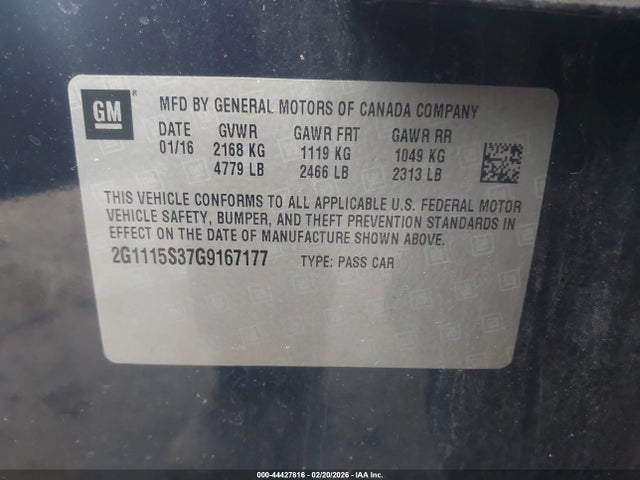 GM ®
MFD BY GENERAL MOTORS OF CANADA COMPANY
DATE GVWR GAWR FRT GAWR RR
01/16 2168 KG 1119 KG 1049 KG
4779 LB 2466 LB 2313 LB
THIS VEHICLE CONFORMS TO ALL APPLICABLE U.S. FEDERAL MOTOR
VEHICLE SAFETY, BUMPER, AND THEFT PREVENTION STANDARDS IN
EFFECT ON THE DATE OF MANUFACTURE SHOWN ABOVE.
2G1115S37G9167177 TYPE: PASS CAR
000-44427816 - 02/20/2026 - IAA Inc.